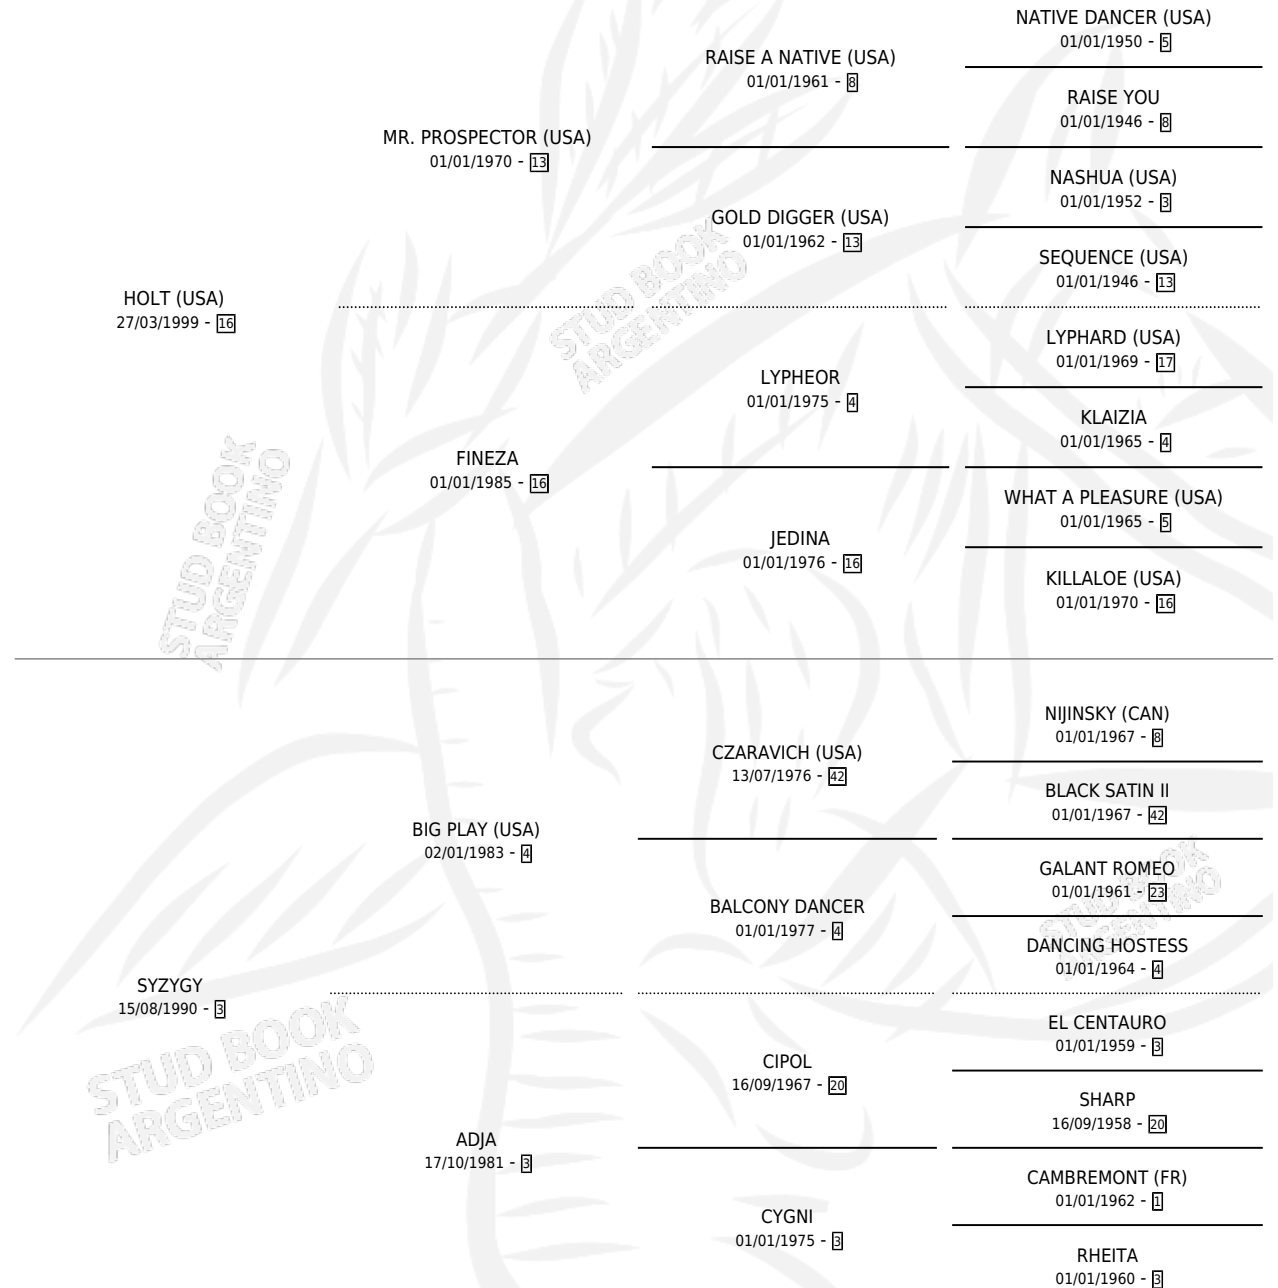 NATIVE DANCER (USA)
01/01/1950 - 5
RAISE A NATIVE (USA)
01/01/1961 - 8
RAISE YOU
01/01/1946 - 8
MR. PROSPECTOR (USA)
01/01/1970 - 13
NASHUA (USA)
01/01/1952 - 3
GOLD DIGGER (USA)
01/01/1962 - 13
SEQUENCE (USA)
01/01/1946 - 13
HOLT (USA)
27/03/1999 - 16
LYPHARD (USA)
01/01/1969 - 17
LYPHEOR
01/01/1975 - 4
KLAIZIA
01/01/1965 - 4
FINEZA
01/01/1985 - 16
WHAT A PLEASURE (USA)
01/01/1965 - 5
JEDINA
01/01/1976 - 16
KILLALOE (USA)
01/01/1970 - 16
NIJINSKY (CAN)
01/01/1967 - 8
CZARAVICH (USA)
13/07/1976 - 42
BLACK SATIN II
01/01/1967 - 42
BIG PLAY (USA)
02/01/1983 - 4
GALANT ROMEO
01/01/1961 - 23
BALCONY DANCER
01/01/1977 - 4
DANCING HOSTESS
01/01/1964 - 4
SYZYGY
15/08/1990 - 3
EL CENTAURO
01/01/1959 - 3
CIPOL
16/09/1967 - 20
SHARP
16/09/1958 - 20
ADJA
17/10/1981 - 3
CAMBREMONT (FR)
01/01/1962 - 1
CYGNI
01/01/1975 - 3
RHEITA
01/01/1960 - 3
STUD BOOK
ARGENTINO
STUD BOOK
ARGENTINO
STUD BOOK
ARGENTINO
STUD BOOK
ARGENTINO